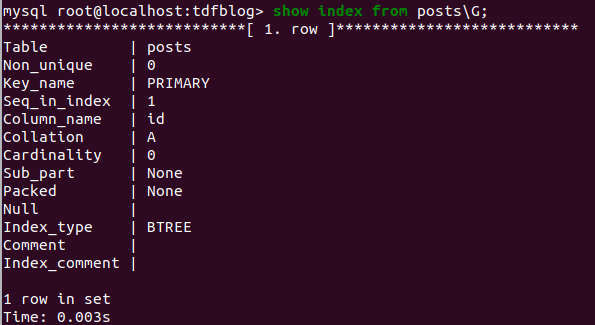 mysql root@localhost:tdfblog> show index from posts\G;
***************************[ 1. row ]***************************
Table         | posts
Non_unique    | 0
Key_name      | PRIMARY
Seq_in_index  | 1
Column_name   | id
Collation     | A
Cardinality   | 0
Sub_part      | None
Packed        | None
Null          |
Index_type    | BTREE
Comment       |
Index_comment |
1 row in set
Time: 0.003s